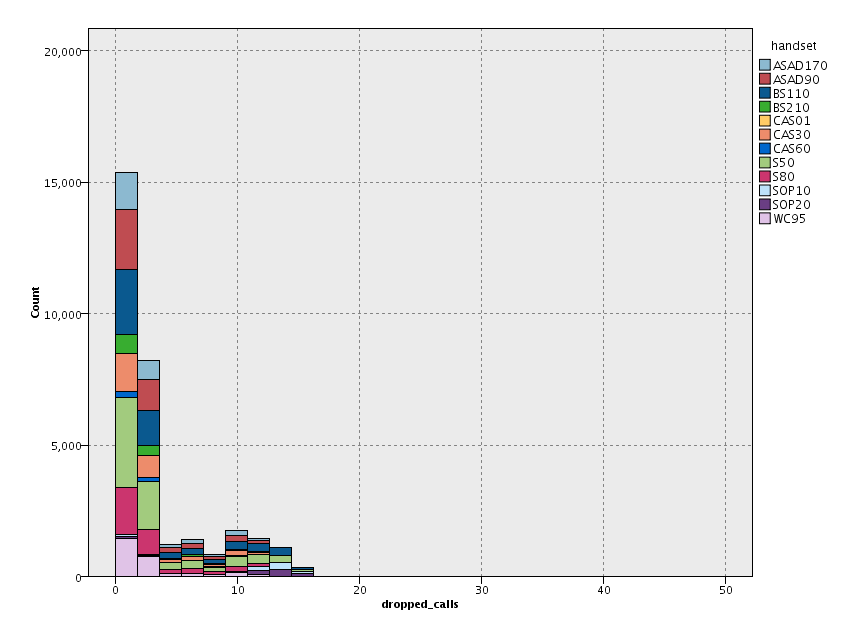 handset
ASAD170
ASAD90
BS110
BS210
CAS01
CAS30
CAS60
S50
S80
SOP10
SOP20
WC95
20,000
15,000
10,000
5,000
0
Count
0 10 20 30 40 50
dropped_calls